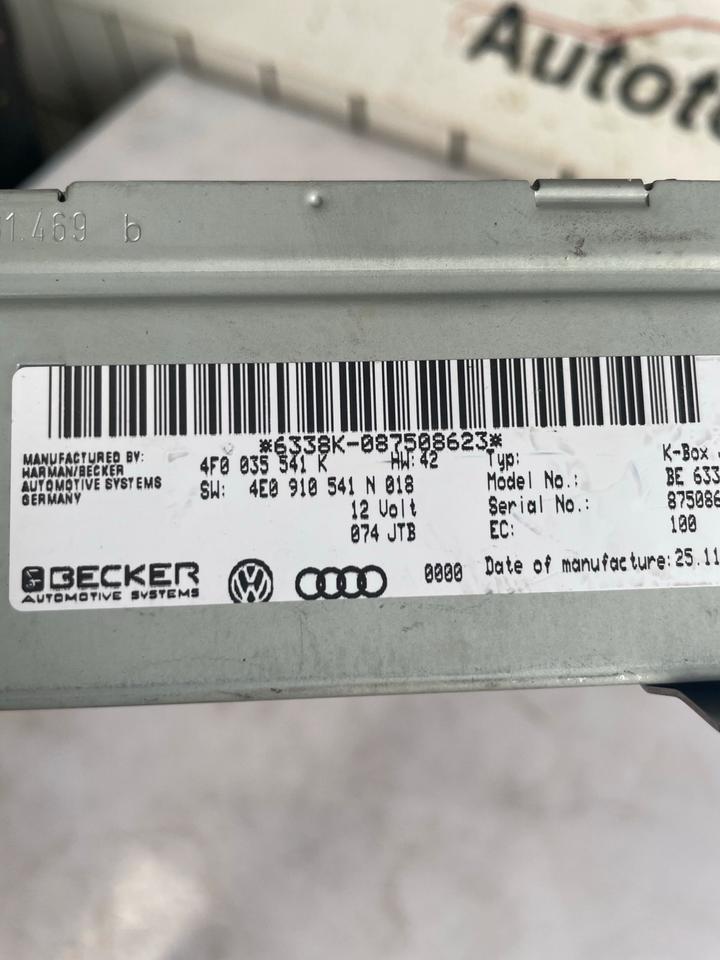 Autoto
1.469 b
*6338K-087508623*
MANUFACTURED BY:
HARMAN/BECKER
AUTOMOTIVE SYSTEMS
GERMANY
4F0 035 541 K HW:42
SW: 4E0 910 541 N 018
12 Volt
074 JTB
Typ: K-Box
Model No.: BE 633
Serial No.: 875086
EC: 100
BECKER
AUTOMOTIVE SYSTEMS
VW
0000
Date of manufacture: 25.11